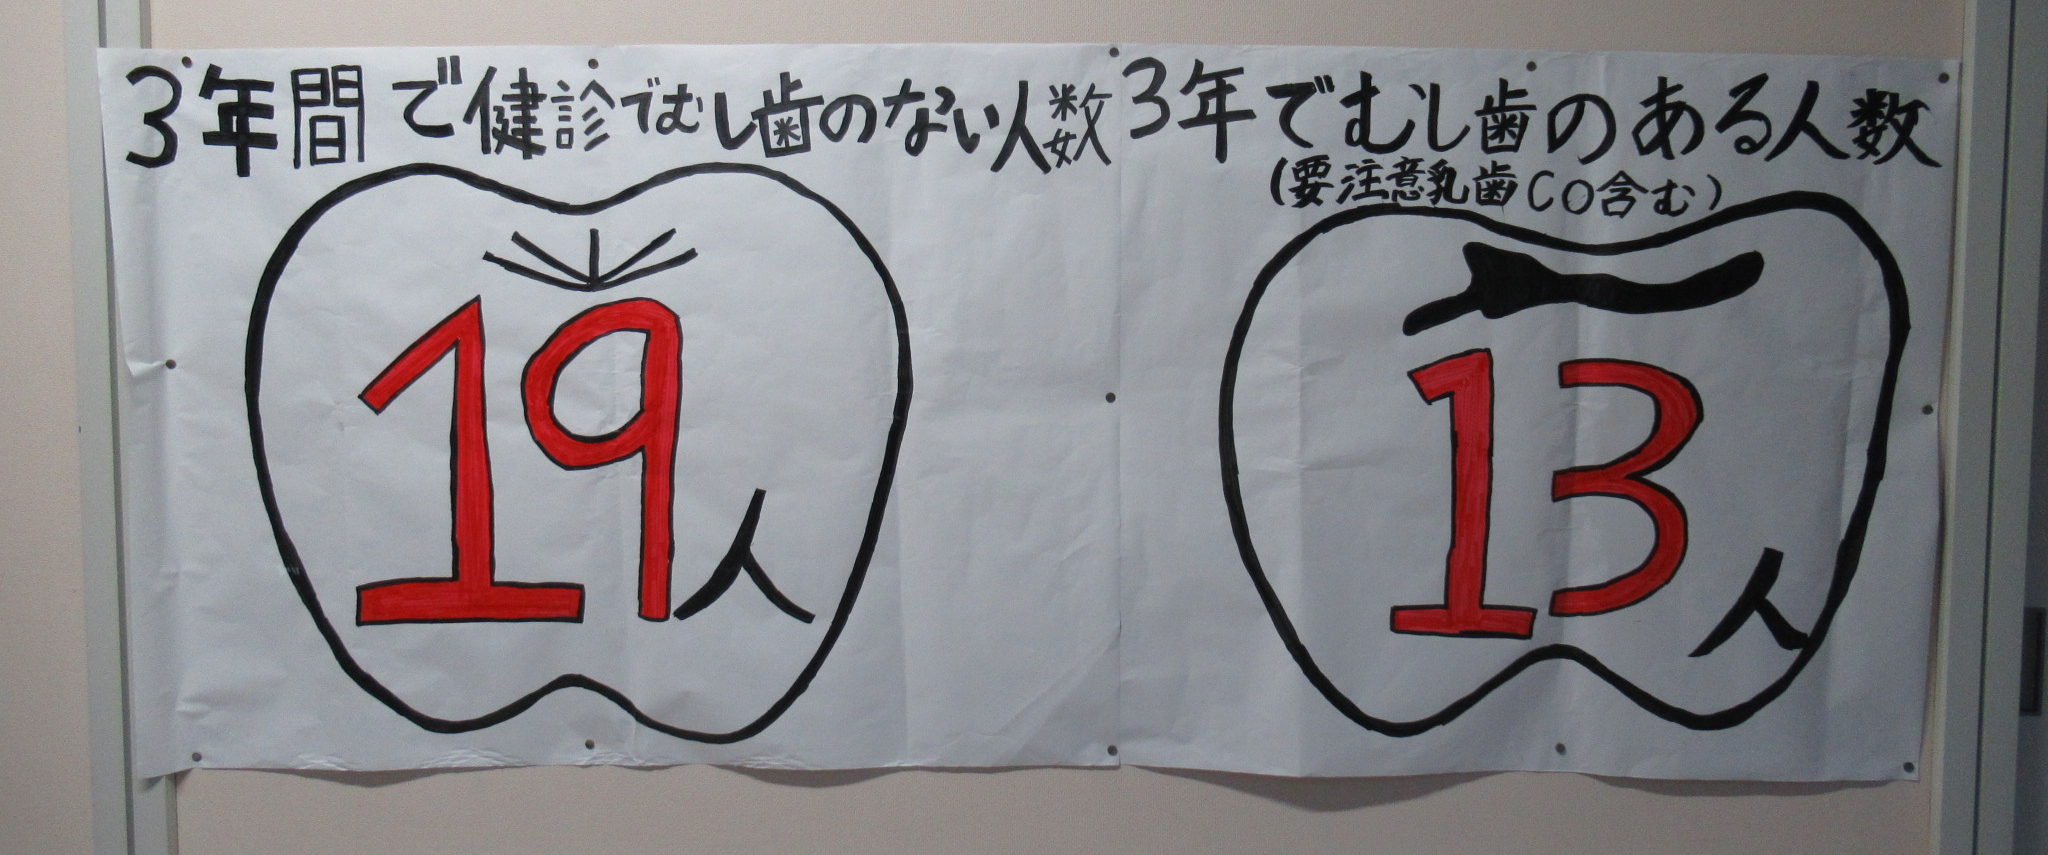 3年間で健診でむし歯のない人数
19人
3年でむし歯のある人数
(要注意乳歯CO含む)
13人